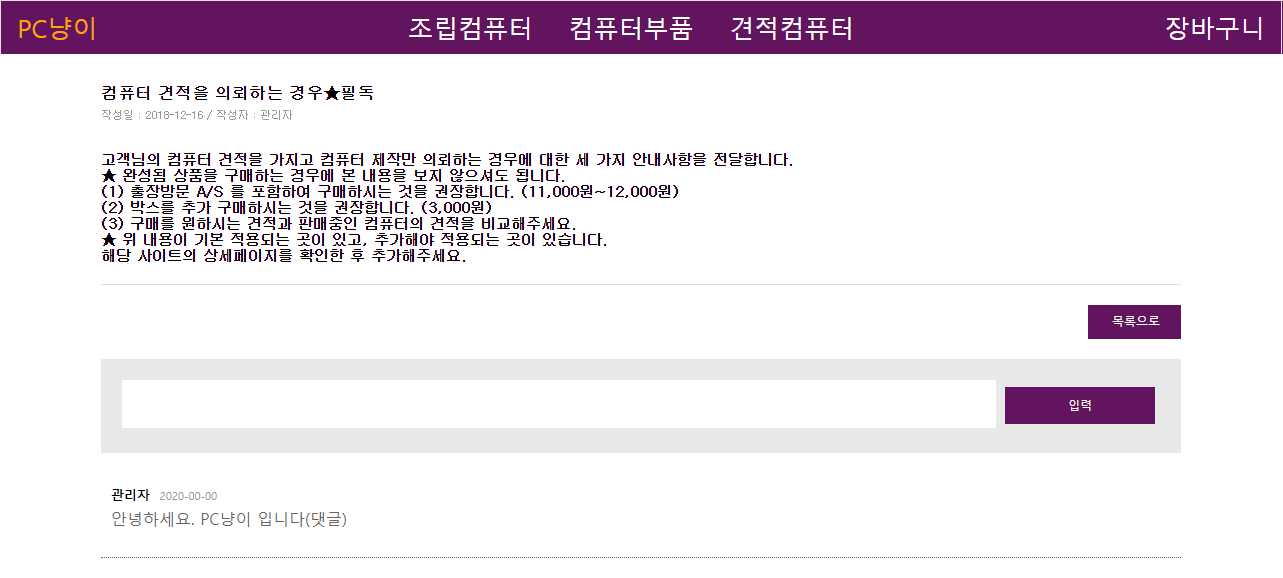 PC냥이 조립컴퓨터 컴퓨터부품 견적컴퓨터 장바구니
컴퓨터 견적을 의뢰하는 경우★필독
작성일 : 2018-12-16 / 작성자 : 관리자
고객님의 컴퓨터 견적을 가지고 컴퓨터 제작만 의뢰하는 경우에 대한 세 가지 안내사항을 전달합니다.
★ 완성됨 상품을 구매하는 경우에 본 내용을 보지 않으셔도 됩니다.
(1) 출장방문 A/S 를 포함하여 구매하시는 것을 권장합니다. (11,000원~12,000원)
(2) 박스를 추가 구매하시는 것을 권장합니다. (3,000원)
(3) 구매를 원하시는 견적과 판매중인 컴퓨터의 견적을 비교해주세요.
★ 위 내용이 기본 적용되는 곳이 있고, 추가해야 적용되는 곳이 있습니다.
해당 사이트의 상세페이지를 확인한 후 추가해주세요.
목록으로
입력
관리자 2020-00-00
안녕하세요. PC냥이 입니다(댓글)